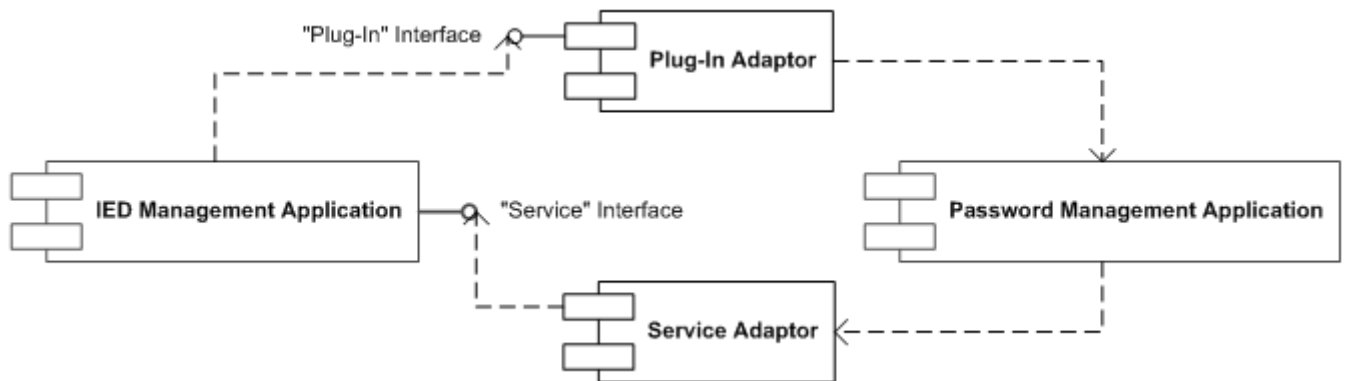 "Plug-In" Interface
Plug-In Adaptor
IED Management Application
"Service" Interface
Password Management Application
Service Adaptor